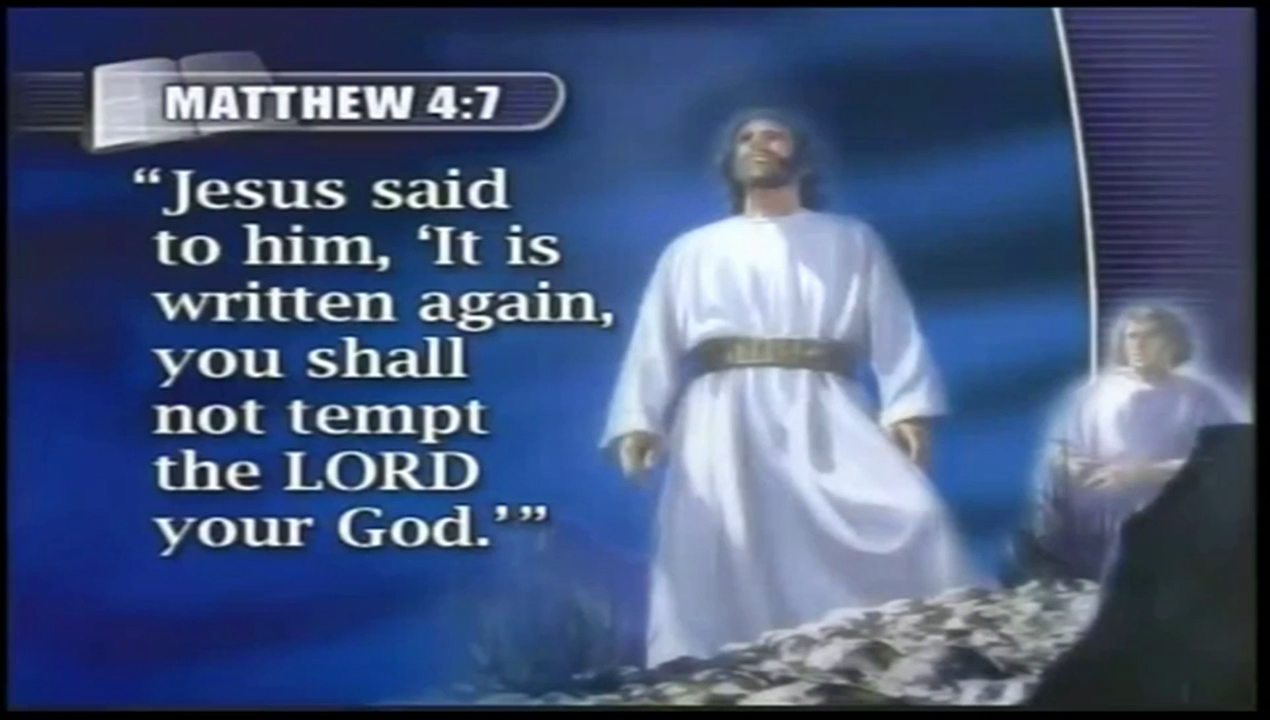 MATTHEW 4:7
“Jesus said
to him, ‘It is
written again,
you shall
not tempt
the LORD
your God.’”